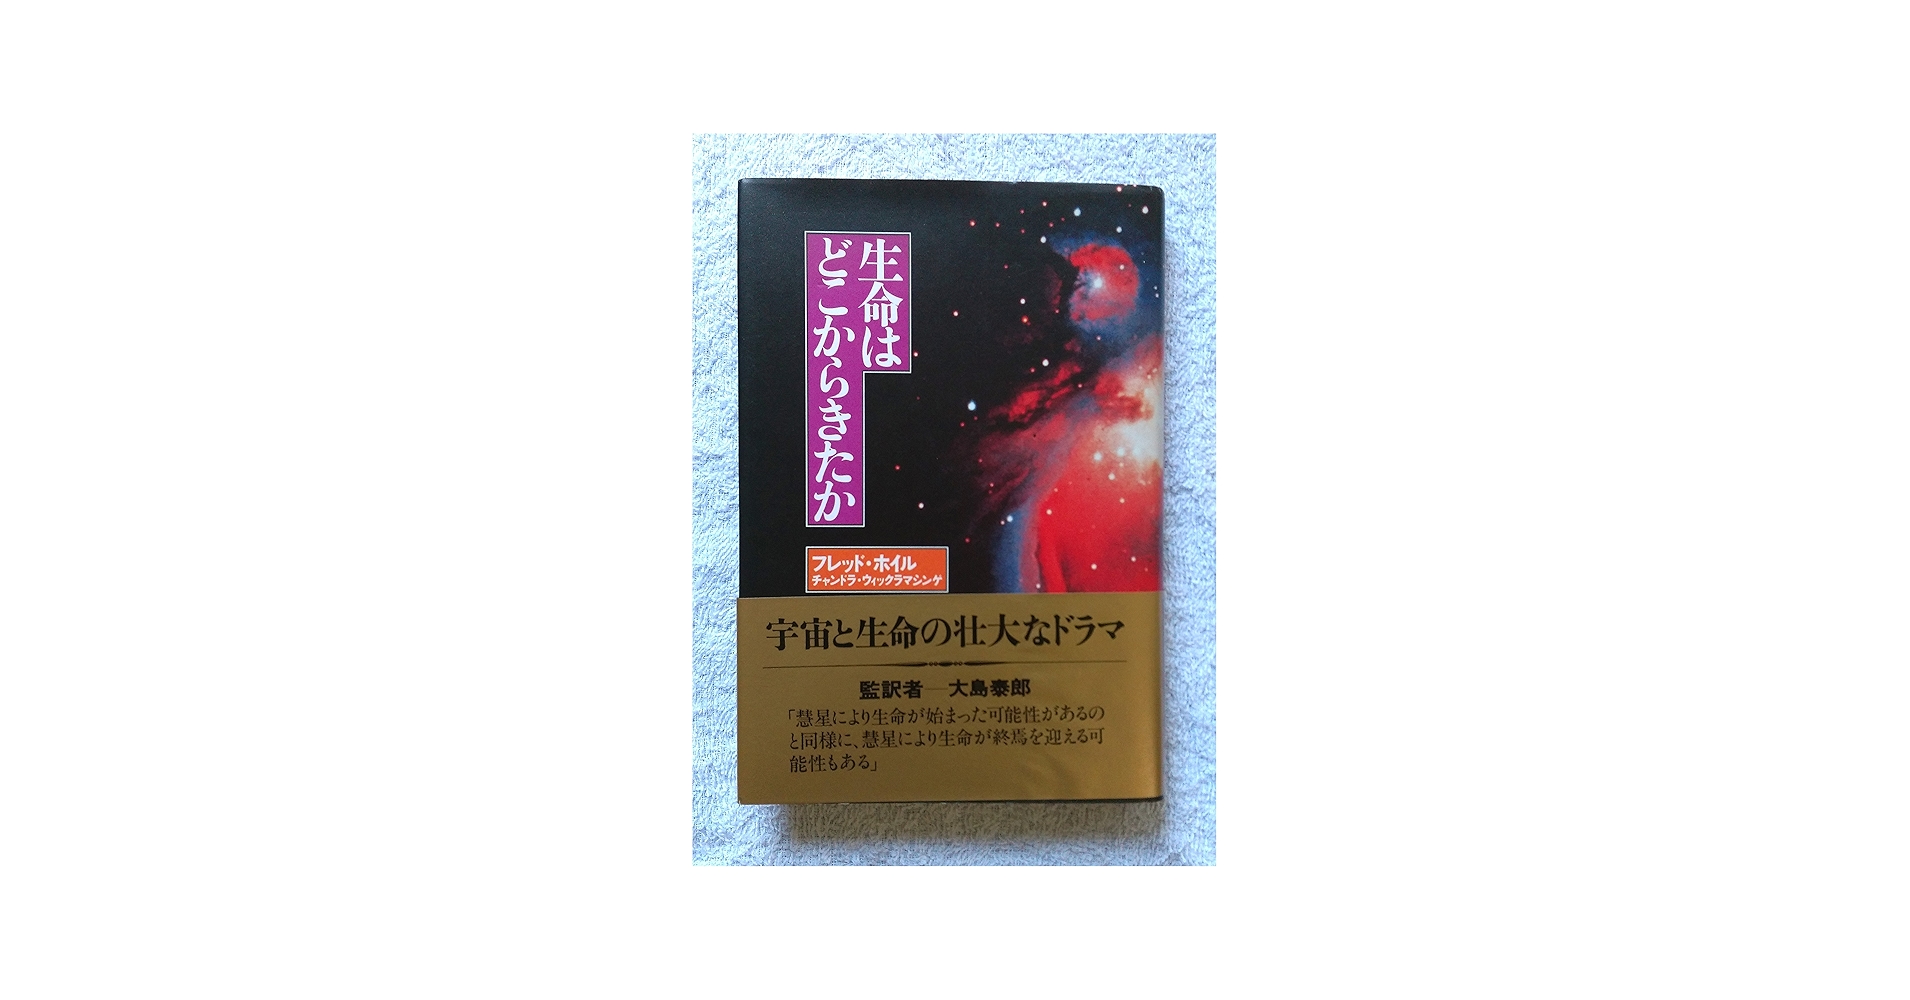 生命は
どこからきたか
フレッド・ホイル
チャンドラ・ウィックラマシンゲ
宇宙と生命の壮大なドラマ
監訳者―大島泰郎
「慧星により生命が始まった可能性があるの
と同様に、慧星により生命が終焉を迎える可
能性もある」